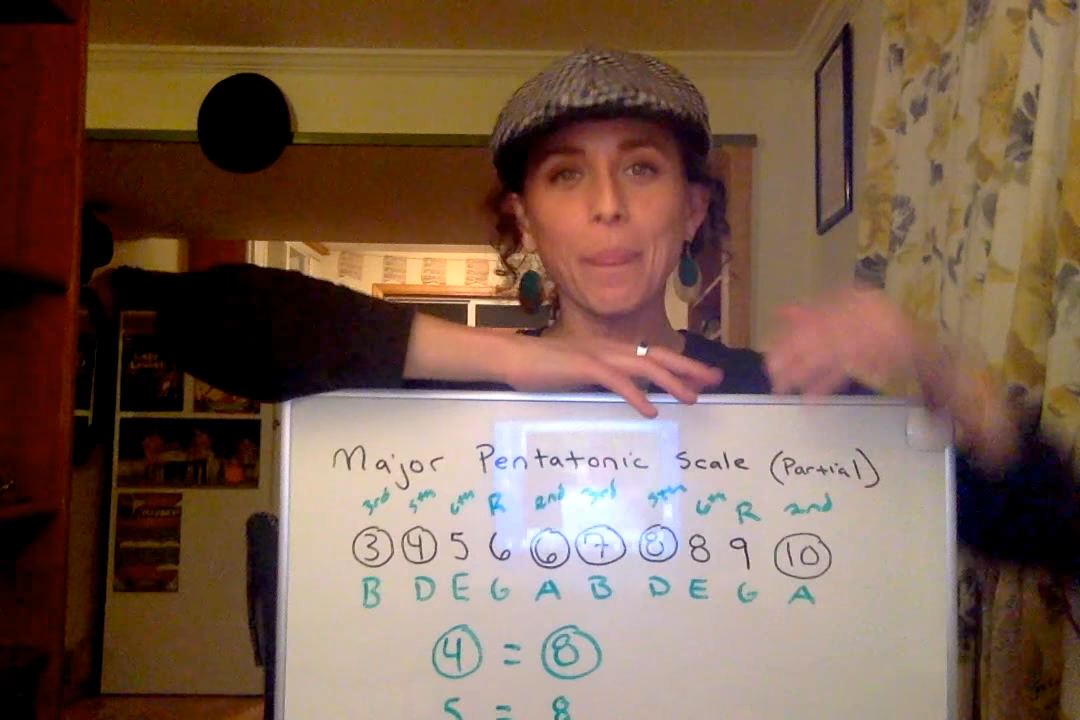 Major Pentatonic Scale (Partial)
3rd 5th 6th R 2nd 3rd 5th 6th R 2nd
3 4 5 6 6 7 8 8 9 10
B D E G A B D E G A
4 = 8
5 = 8